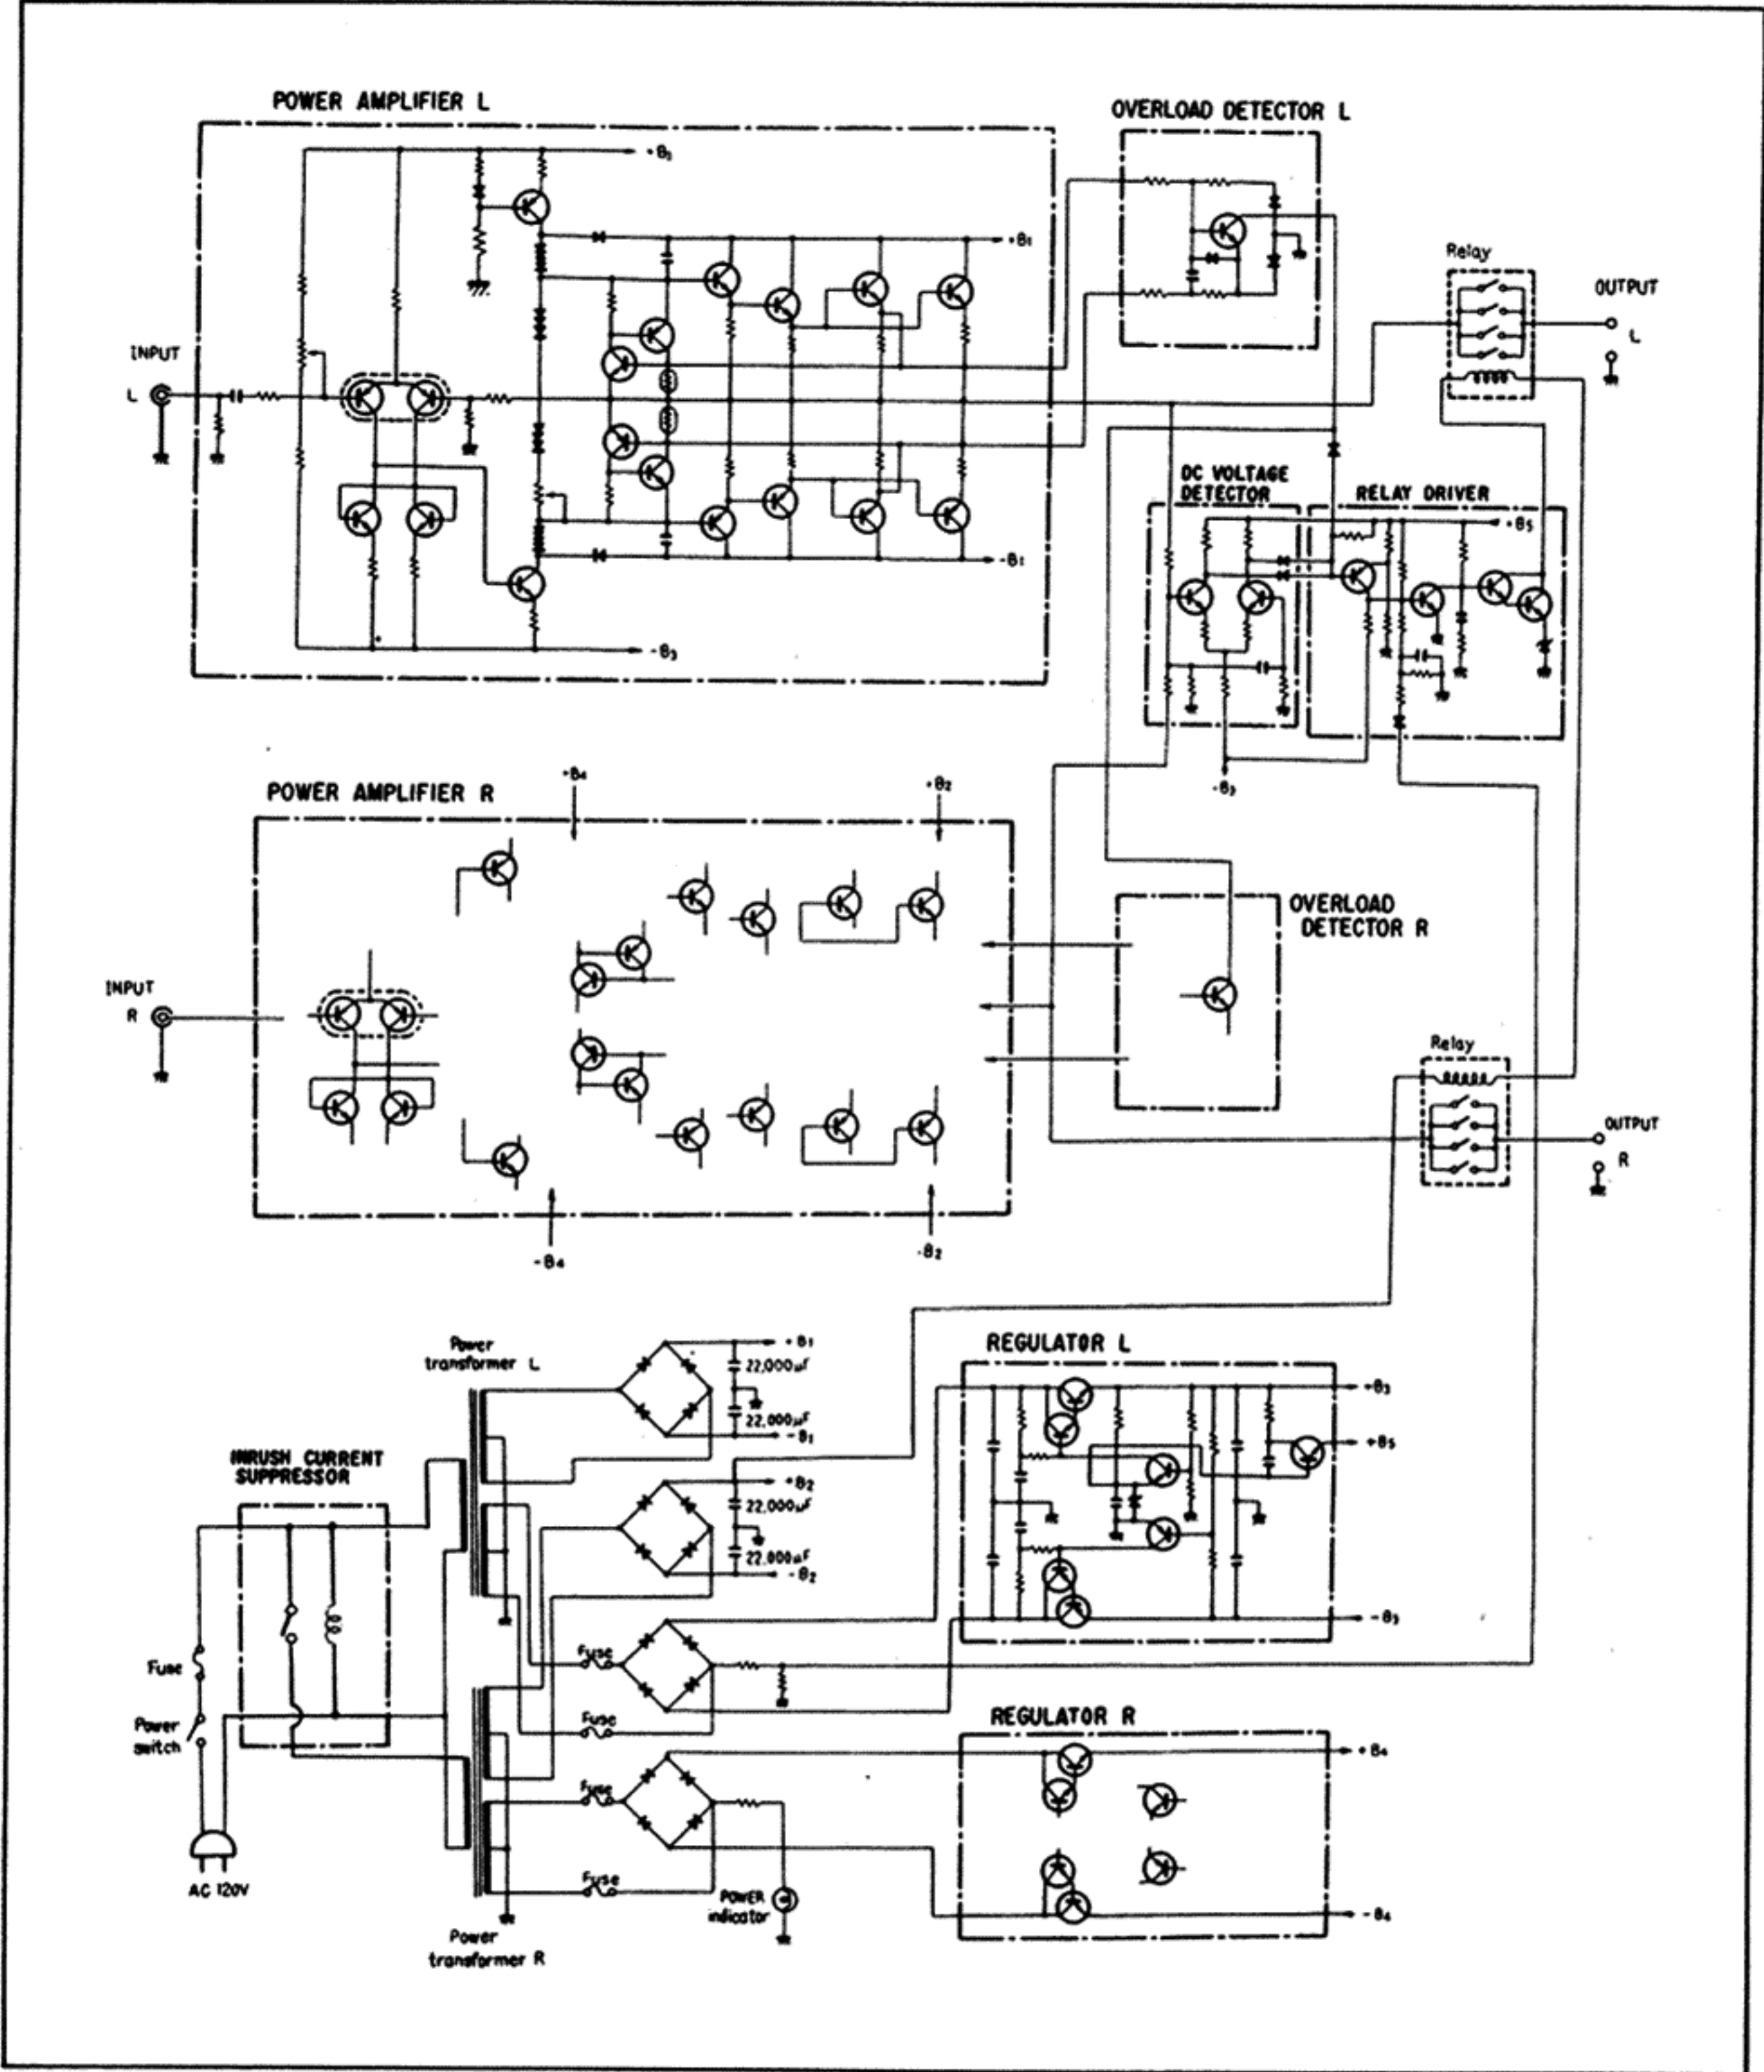 POWER AMPLIFIER L
OVERLOAD DETECTOR L
+B1
Relay
OUTPUT
L
INPUT
L
DC VOLTAGE
DETECTOR
RELAY DRIVER
+B5
-B1
-B3
-B3
POWER AMPLIFIER R
+B4
+B2
OVERLOAD
DETECTOR R
INPUT
R
Relay
OUTPUT
R
-B4
-B2
Power
transformer L
+B1
22,000µF
22,000µF
-B1
REGULATOR L
+B3
+B5
INRUSH CURRENT
SUPPRESSOR
+B2
22,000µF
22,000µF
-B2
-B3
Fuse
Fuse
Fuse
Power
switch
REGULATOR R
+B4
Fuse
Fuse
AC 120V
POWER
indicator
-B4
Power
transformer R